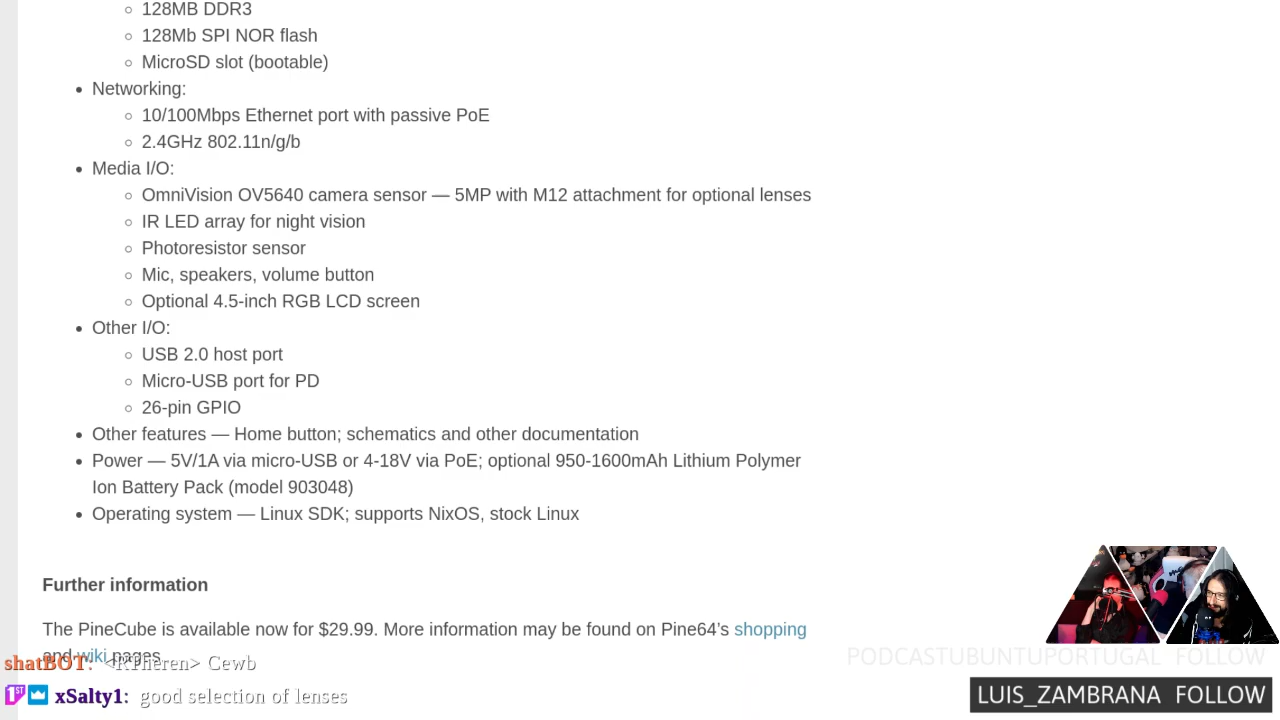 128MB DDR3
128Mb SPI NOR flash
MicroSD slot (bootable)
Networking:
10/100Mbps Ethernet port with passive PoE
2.4GHz 802.11n/g/b
Media I/O:
OmniVision OV5640 camera sensor — 5MP with M12 attachment for optional lenses
IR LED array for night vision
Photoresistor sensor
Mic, speakers, volume button
Optional 4.5-inch RGB LCD screen
Other I/O:
USB 2.0 host port
Micro-USB port for PD
26-pin GPIO
Other features — Home button; schematics and other documentation
Power — 5V/1A via micro-USB or 4-18V via PoE; optional 950-1600mAh Lithium Polymer
Ion Battery Pack (model 903048)
Operating system — Linux SDK; supports NixOS, stock Linux
Further information
The PineCube is available now for $29.99. More information may be found on Pine64’s shopping
and wiki pages.
shatBOT: Cewb
1ST xSalty1: good selection of lenses
PODCASTUBUNTUPORTUGAL FOLLOW
LUIS_ZAMBRANA FOLLOW